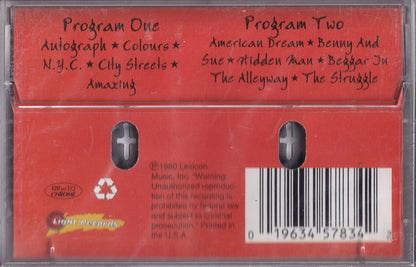 Program One
Autograph ★ Colours ★
N.Y.C. ★ City Streets ★
Amazing
Program Two
American Dream ★ Benny And
Sue ★ Hidden Man ★ Beggar In
The Alleyway ★ The Struggle
CHROME
Light Records
℗1980 Lexicon
Music, Inc. "Warning:
Unauthorized reproduc-
tion of this recording is
prohibited by federal law
and subject to criminal
prosecution." Printed in
the U.S.A.
0 19634 57834